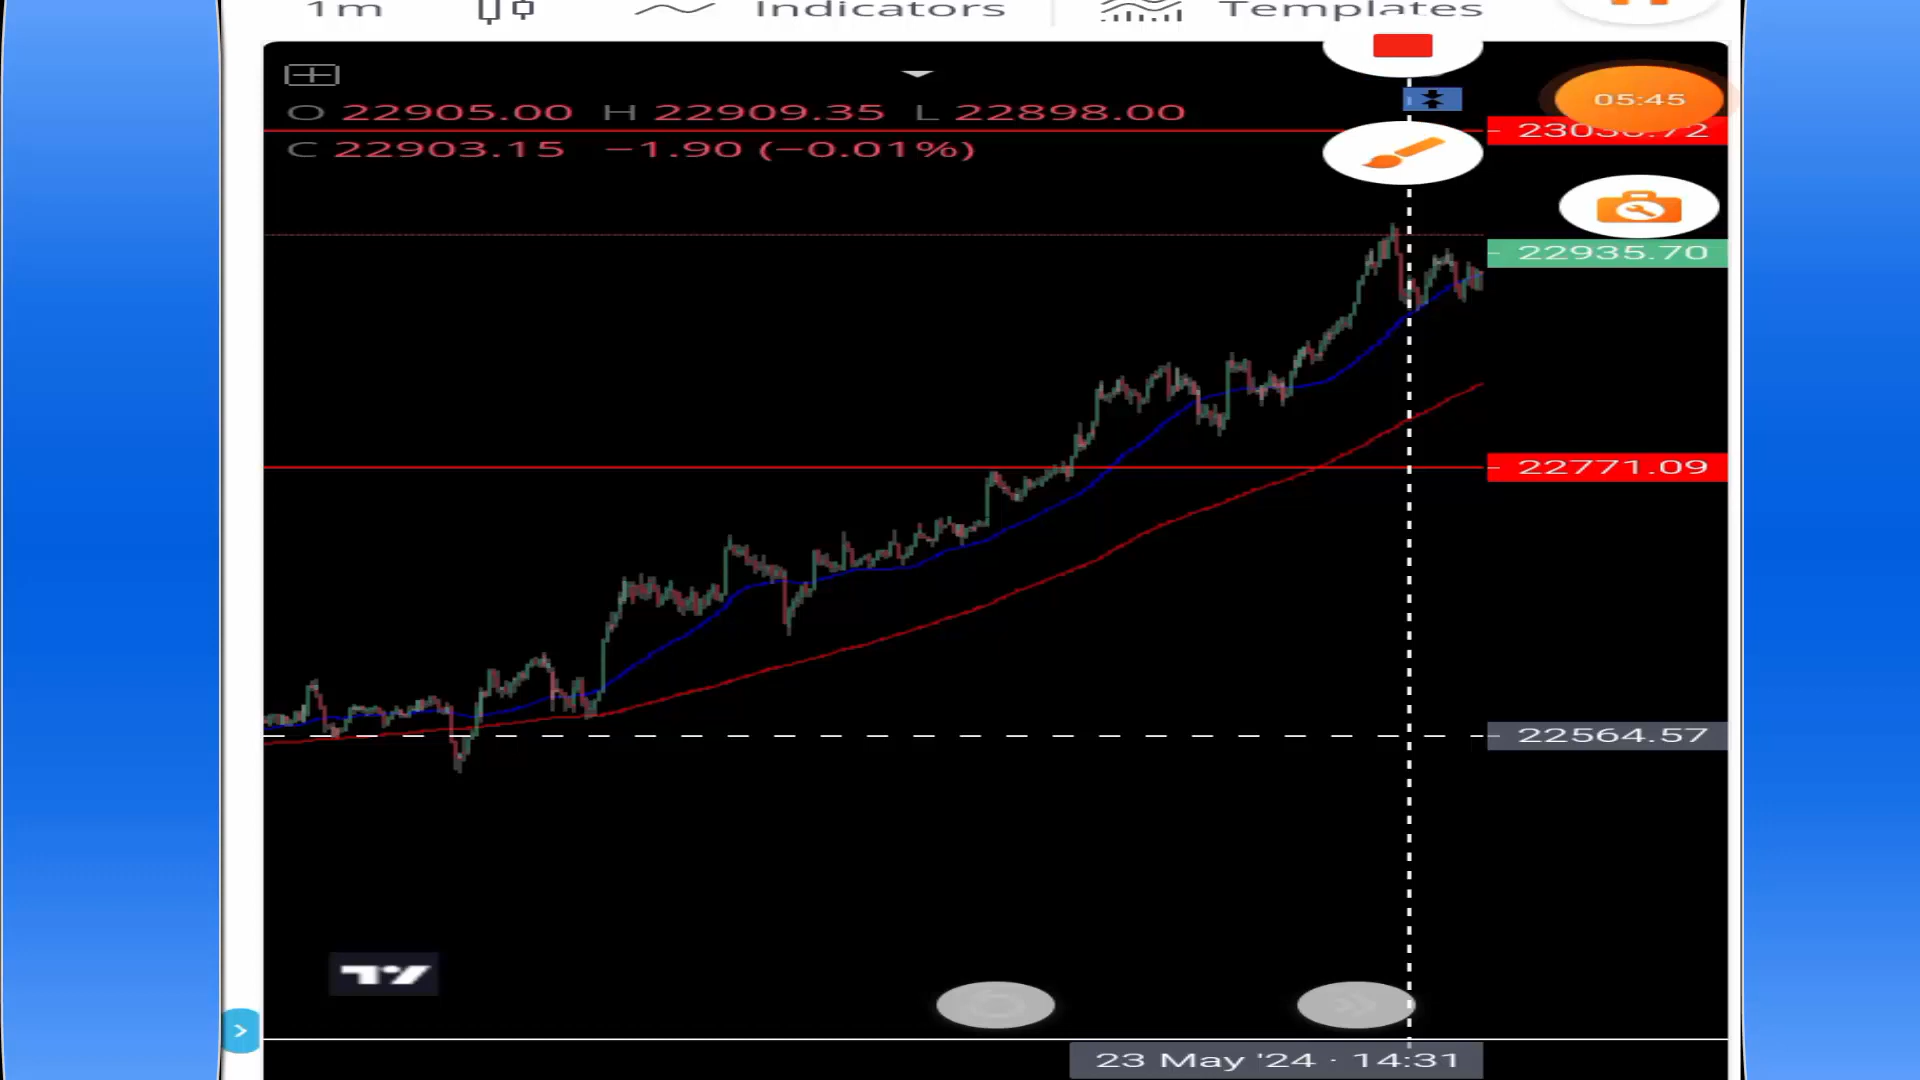 1m Indicators Templates
O 22905.00 H 22909.35 L 22898.00
05:45
C 22903.15 −1.90 (−0.01%)
22935.70
22771.09
22564.57
23 May '24 · 14:31